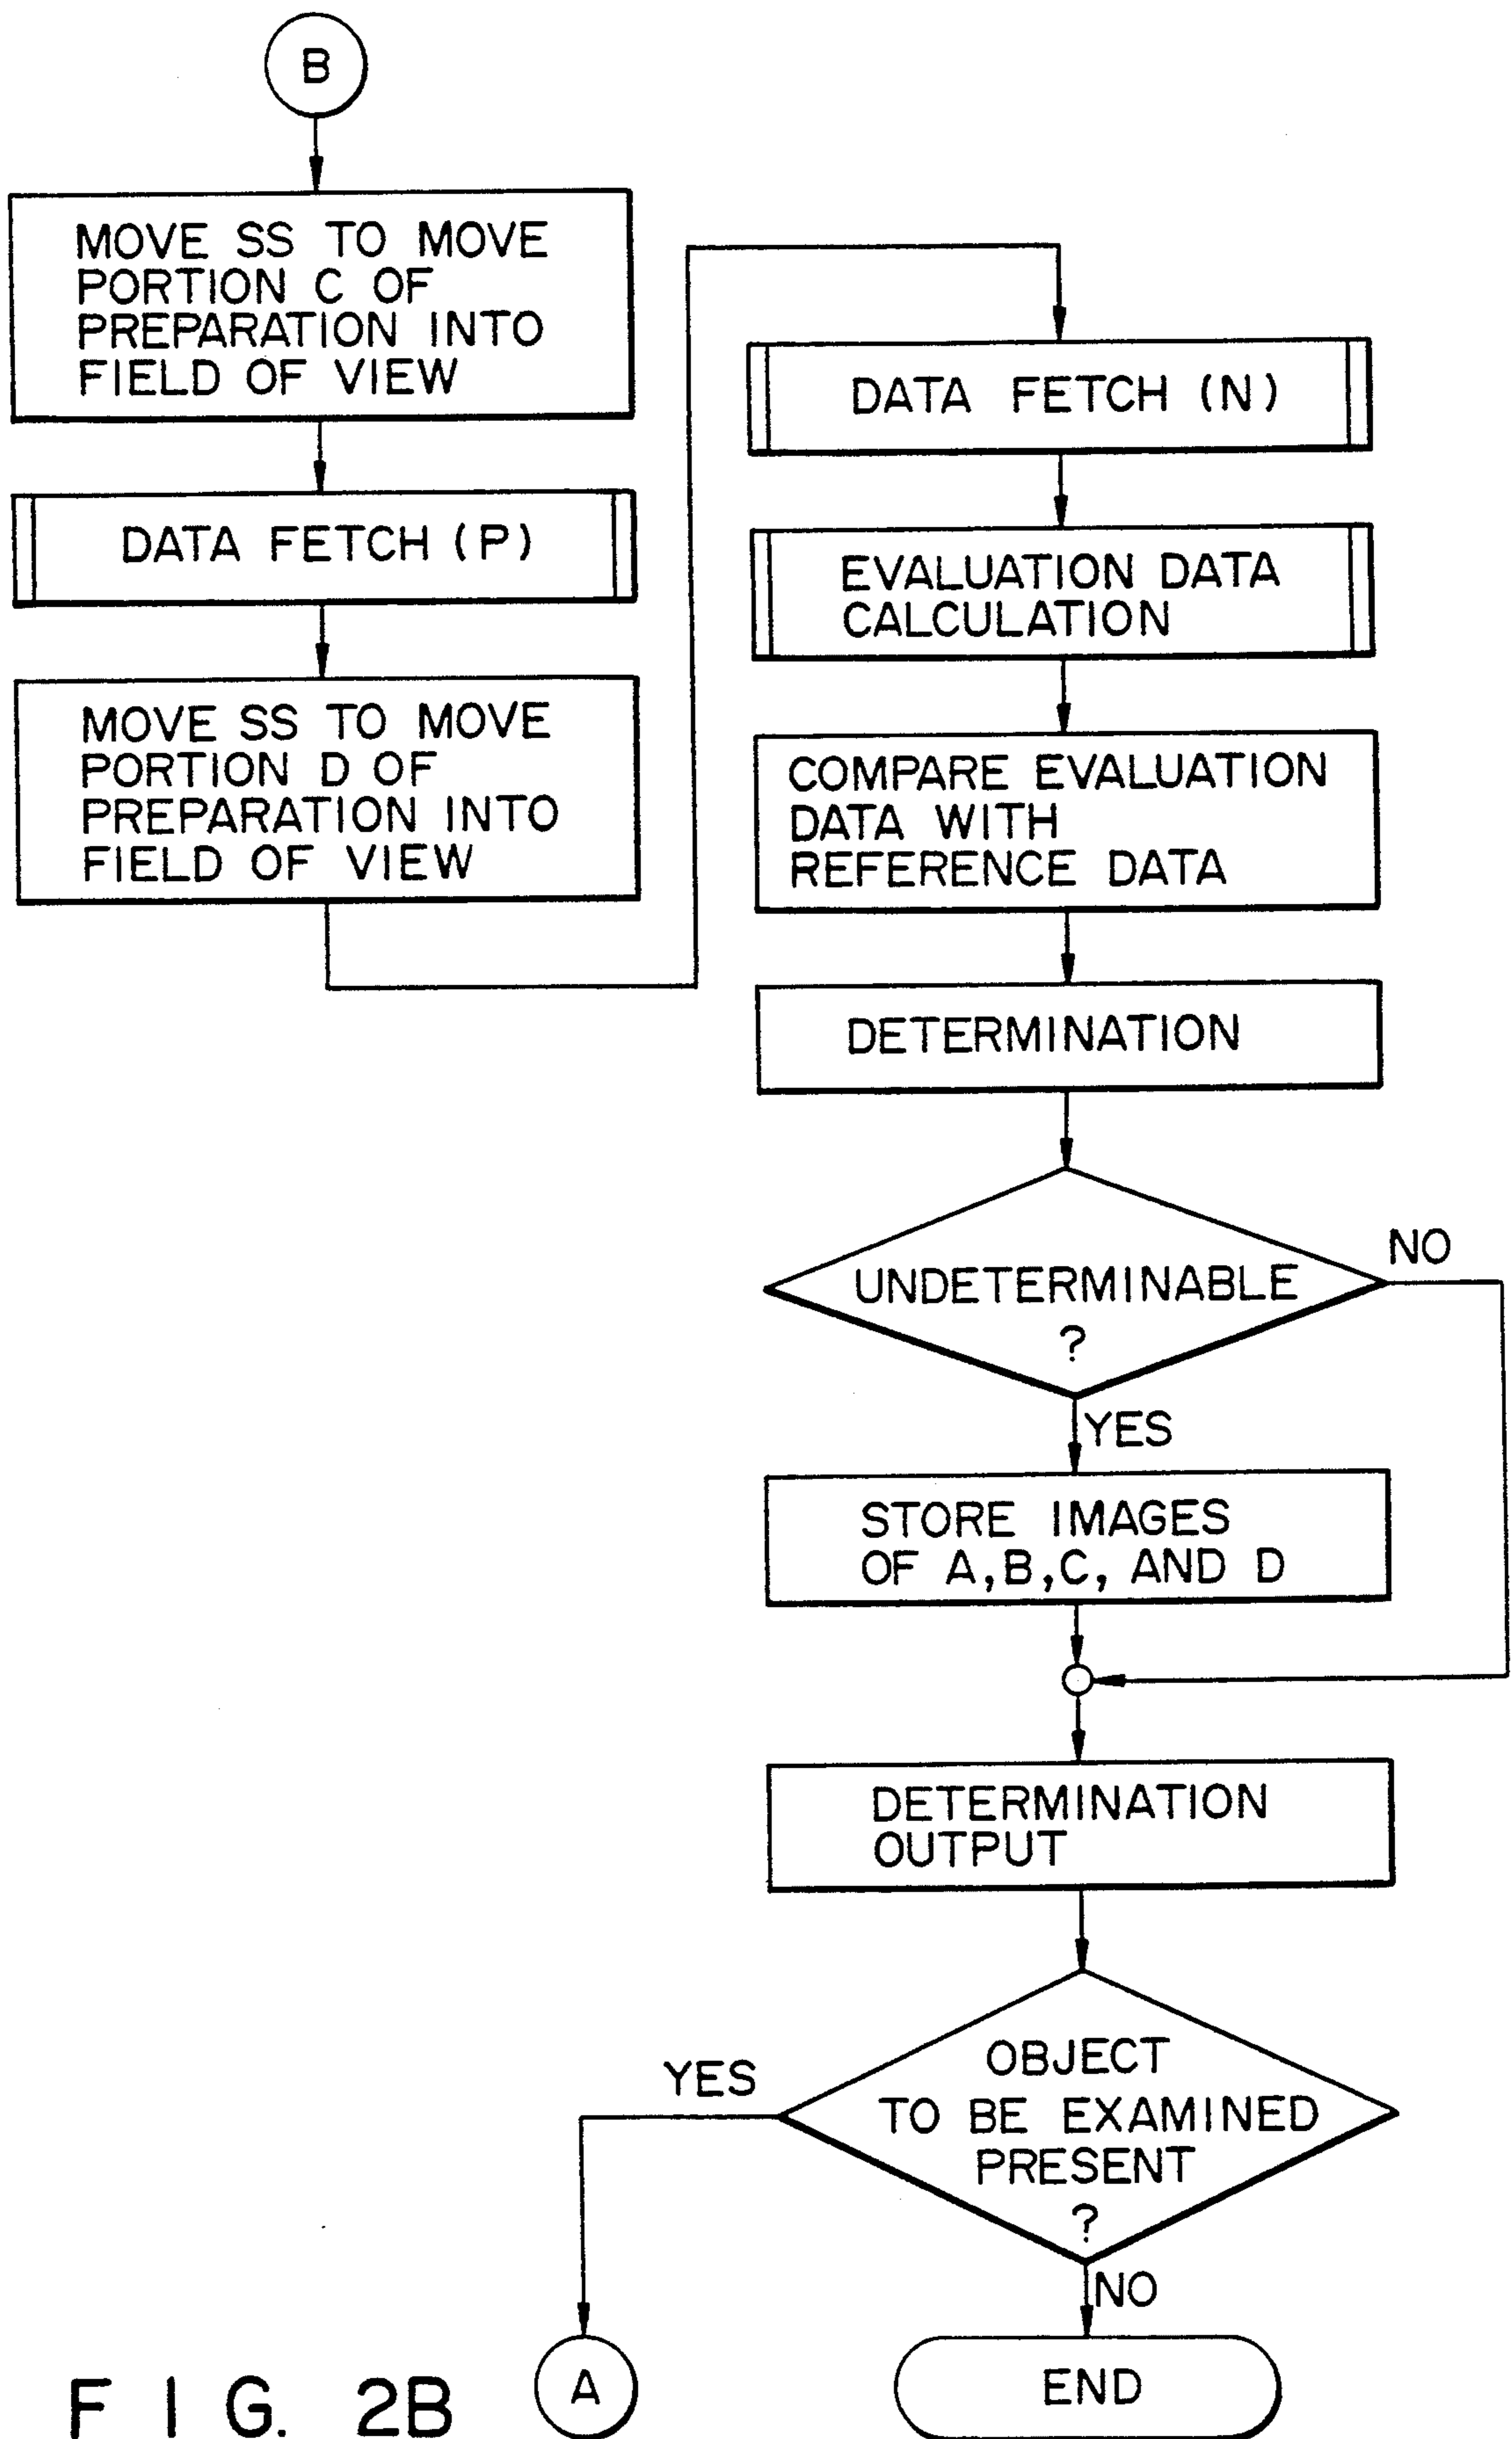 B
MOVE SS TO MOVE
PORTION C OF
PREPARATION INTO
FIELD OF VIEW
DATA FETCH (P)
MOVE SS TO MOVE
PORTION D OF
PREPARATION INTO
FIELD OF VIEW
DATA FETCH (N)
EVALUATION DATA
CALCULATION
COMPARE EVALUATION
DATA WITH
REFERENCE DATA
DETERMINATION
UNDETERMINABLE
?
NO
YES
STORE IMAGES
OF A,B,C, AND D
DETERMINATION
OUTPUT
OBJECT
TO BE EXAMINED
PRESENT
?
YES
NO
A
END
FIG. 2B